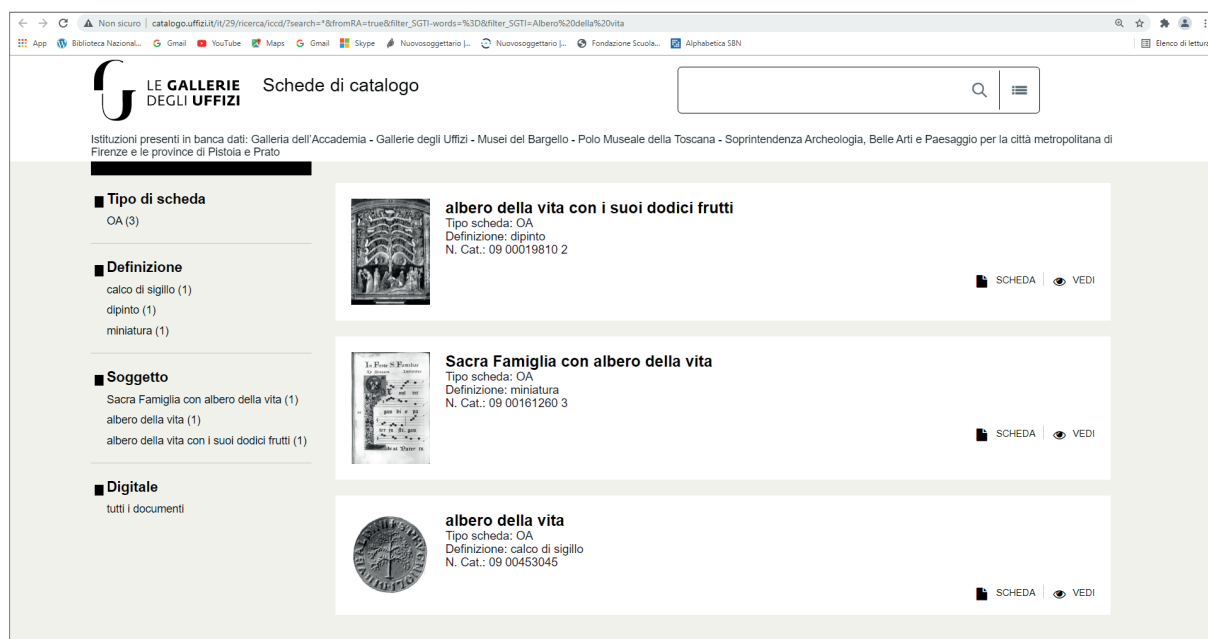 Non sicuro | catalogo.uffizi.it/it/29/ricerca/iccd/?search=*&fromRA=true&filter_SGTI-words=%3D&filter_SGTI=Albero%20della%20vita
App Biblioteca Nazional... Gmail YouTube Maps Gmail Skype Nuovosoggettario |... Nuovosoggettario |... Fondazione Scuola... Alphabetica SBN Elenco di lettura
LE GALLERIE
DEGLI UFFIZI
Schede di catalogo
Istituzioni presenti in banca dati: Galleria dell'Accademia - Gallerie degli Uffizi - Musei del Bargello - Polo Museale della Toscana - Soprintendenza Archeologia, Belle Arti e Paesaggio per la città metropolitana di
Firenze e le province di Pistoia e Prato
Tipo di scheda
OA (3)
Definizione
calco di sigillo (1)
dipinto (1)
miniatura (1)
Soggetto
Sacra Famiglia con albero della vita (1)
albero della vita (1)
albero della vita con i suoi dodici frutti (1)
Digitale
tutti i documenti
albero della vita con i suoi dodici frutti
Tipo scheda: OA
Definizione: dipinto
N. Cat.: 09 00019810 2
SCHEDA VEDI
Sacra Famiglia con albero della vita
Tipo scheda: OA
Definizione: miniatura
N. Cat.: 09 00161260 3
SCHEDA VEDI
albero della vita
Tipo scheda: OA
Definizione: calco di sigillo
N. Cat.: 09 00453045
SCHEDA VEDI